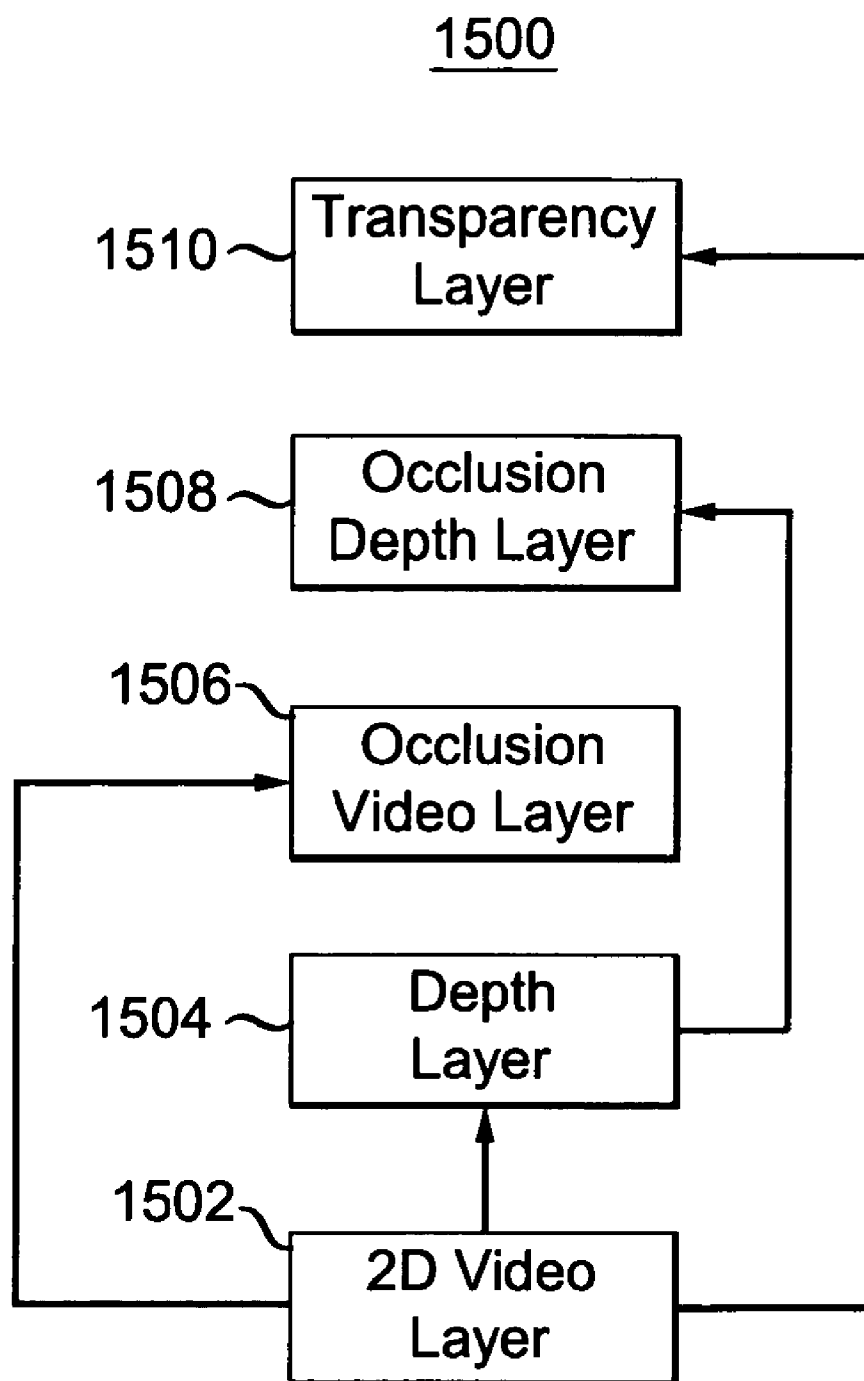 1500
1510
Transparency
Layer
1508
Occlusion
Depth Layer
1506
Occlusion
Video Layer
1504
Depth
Layer
1502
2D Video
Layer